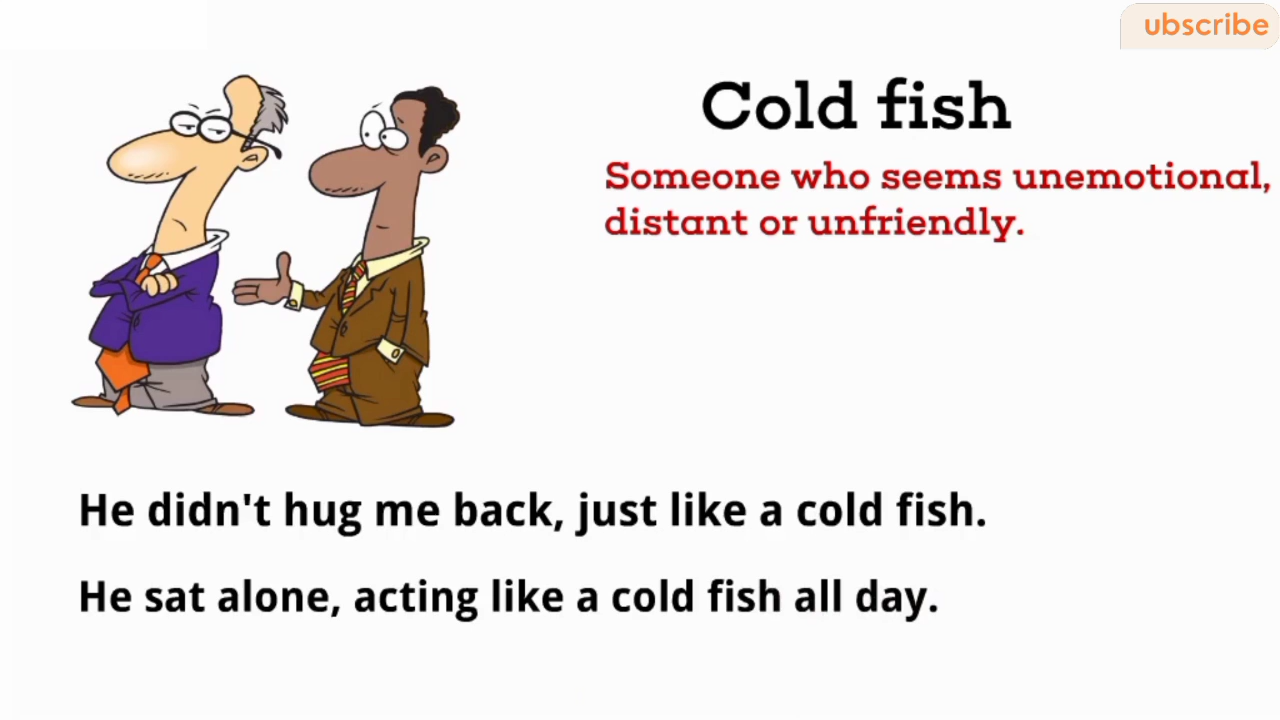 ubscribe
Cold fish
Someone who seems unemotional,
distant or unfriendly.
He didn't hug me back, just like a cold fish.
He sat alone, acting like a cold fish all day.